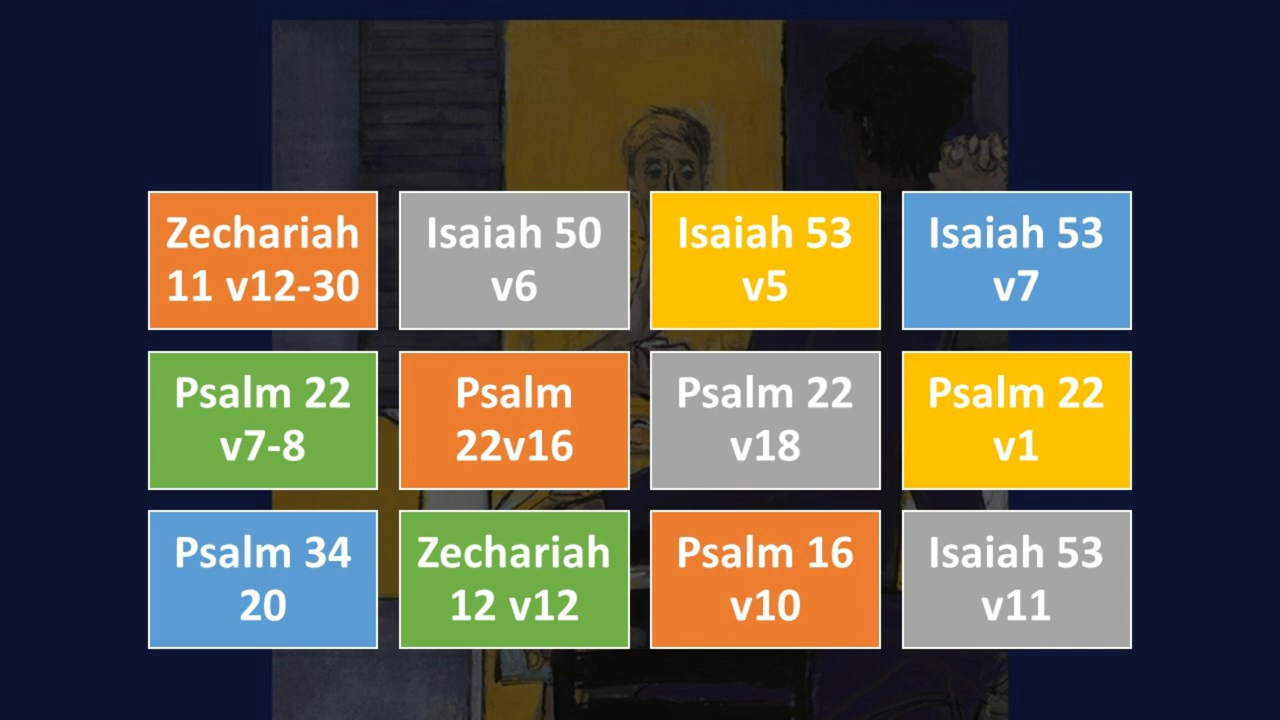 Zechariah
11 v12-30
Isaiah 50
v6
Isaiah 53
v5
Isaiah 53
v7
Psalm 22
v7-8
Psalm
22v16
Psalm 22
v18
Psalm 22
v1
Psalm 34
20
Zechariah
12 v12
Psalm 16
v10
Isaiah 53
v11